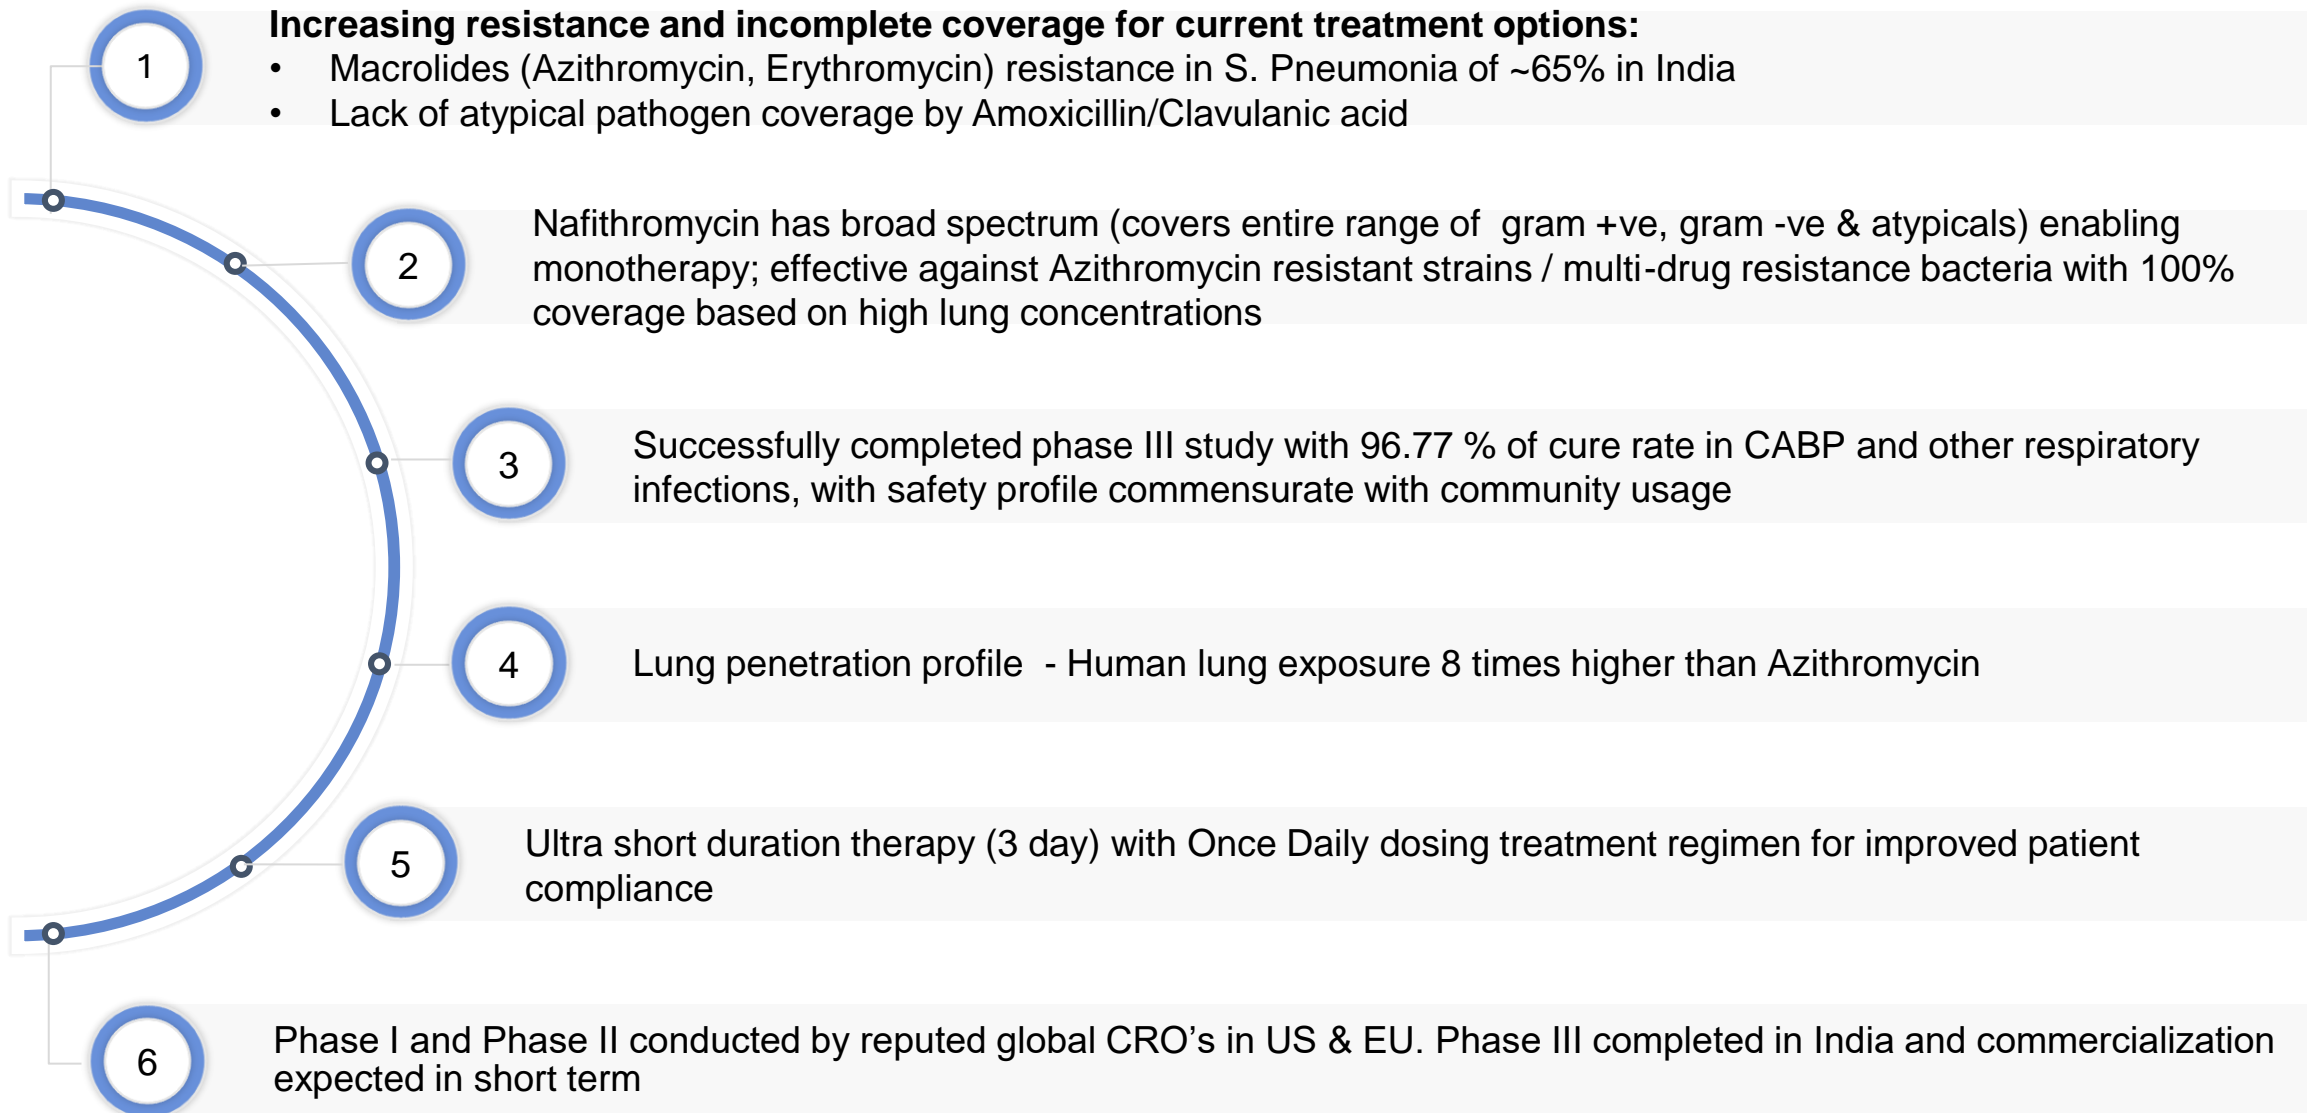 1
Increasing resistance and incomplete coverage for current treatment options:
• Macrolides (Azithromycin, Erythromycin) resistance in S. Pneumonia of ~65% in India
• Lack of atypical pathogen coverage by Amoxicillin/Clavulanic acid
2
Nafithromycin has broad spectrum (covers entire range of  gram +ve, gram -ve & atypicals) enabling
monotherapy; effective against Azithromycin resistant strains / multi-drug resistance bacteria with 100%
coverage based on high lung concentrations
3
Successfully completed phase III study with 96.77 % of cure rate in CABP and other respiratory
infections, with safety profile commensurate with community usage
4
Lung penetration profile  - Human lung exposure 8 times higher than Azithromycin
5
Ultra short duration therapy (3 day) with Once Daily dosing treatment regimen for improved patient
compliance
6
Phase I and Phase II conducted by reputed global CRO’s in US & EU. Phase III completed in India and commercialization
expected in short term